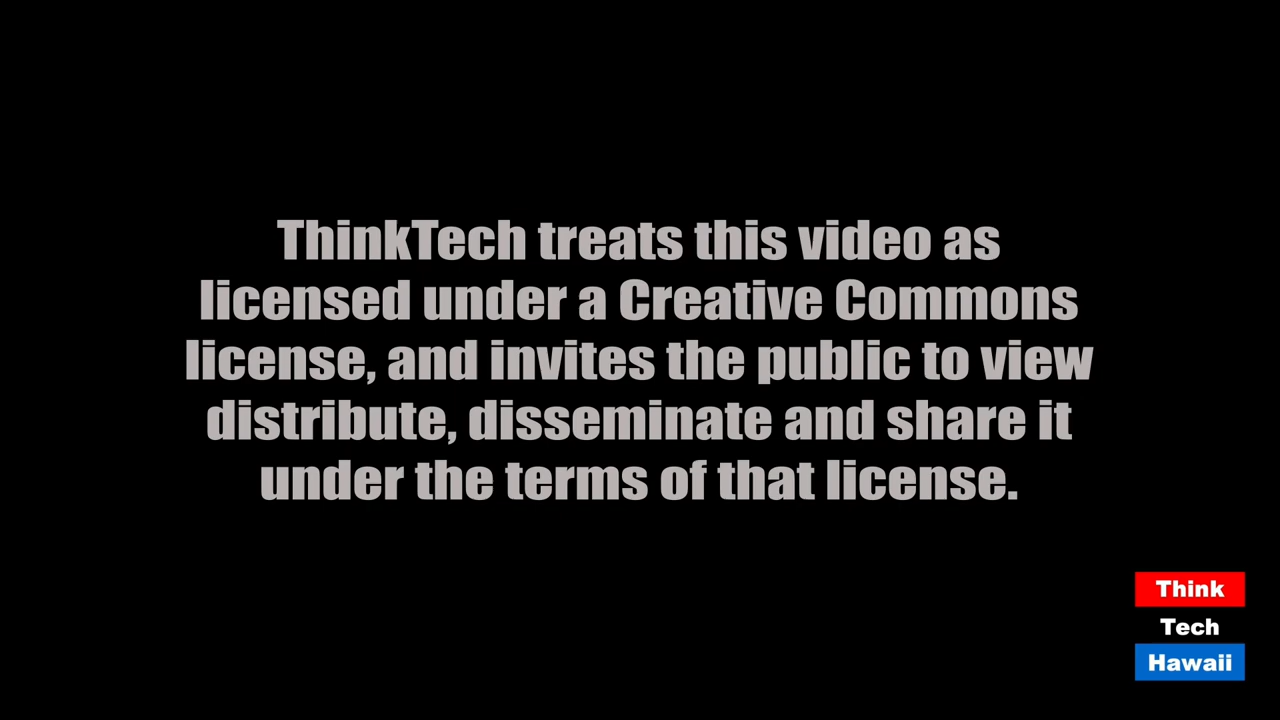 ThinkTech treats this video as
licensed under a Creative Commons
license, and invites the public to view
distribute, disseminate and share it
under the terms of that license.
Think
Tech
Hawaii